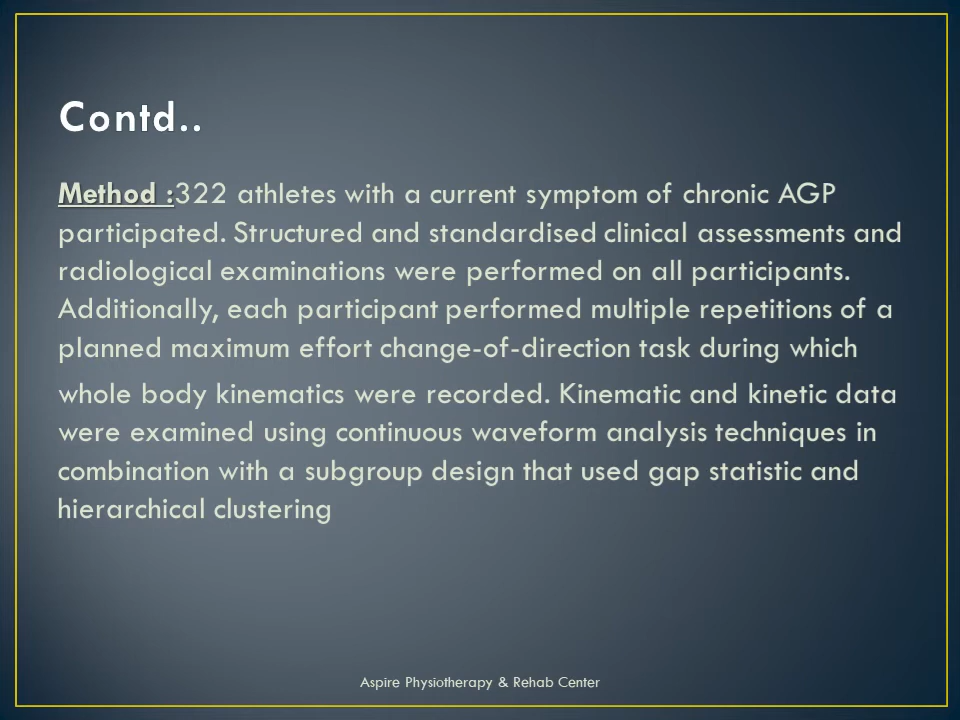 Contd..
Method :322 athletes with a current symptom of chronic AGP
participated. Structured and standardised clinical assessments and
radiological examinations were performed on all participants.
Additionally, each participant performed multiple repetitions of a
planned maximum effort change-of-direction task during which
whole body kinematics were recorded. Kinematic and kinetic data
were examined using continuous waveform analysis techniques in
combination with a subgroup design that used gap statistic and
hierarchical clustering
Aspire Physiotherapy & Rehab Center